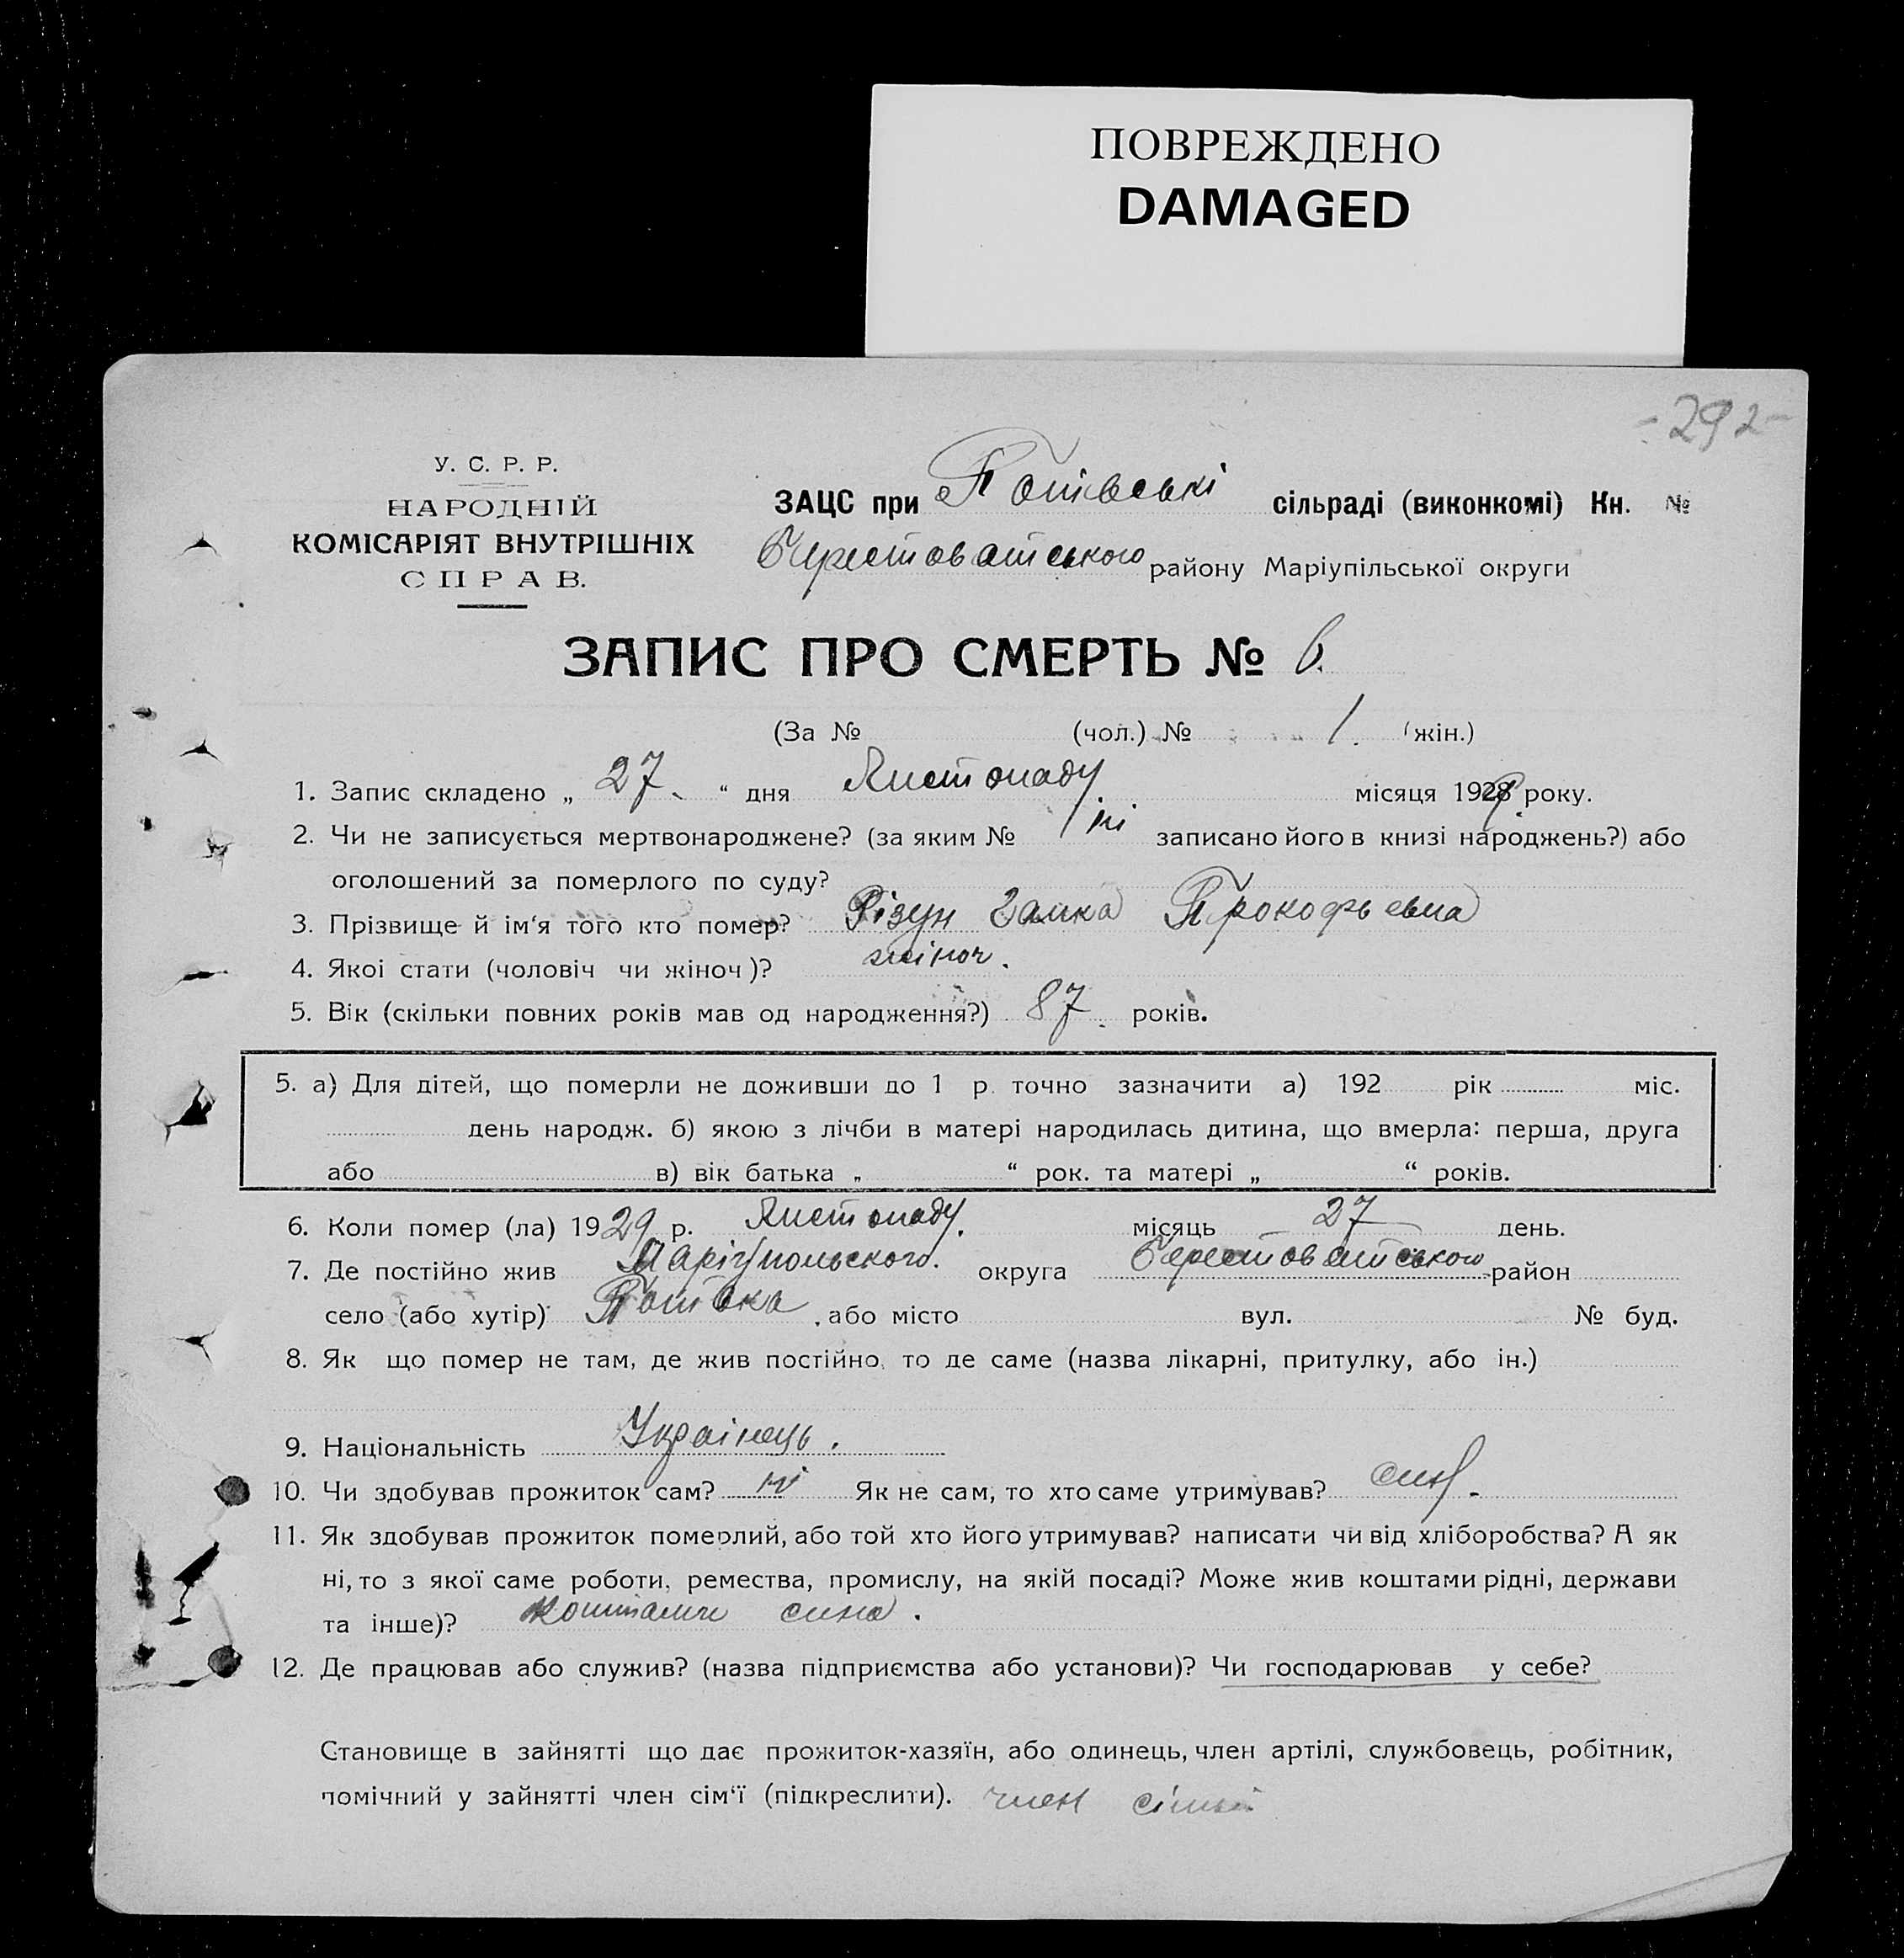 ПОВРЕЖДЕНО
DAMAGED
-292-
У. С. Р. Р.
НАРОДНІЙ
КОМІСАРІЯТ ВНУТРІШНІХ
СПРАВ.
ЗАЦС при сільраді (виконкомі) Кн. №
Берестоватського району Маріупільської округи
ЗАПИС ПРО СМЕРТЬ № 6.
(За № (чол.) № 1. (жін.)
1. Запис складено „ 27. “ дня Листопаду місяця 1929 року.
2. Чи не записується мертвонароджене? (за яким № ні записано його в книзі народжень?) або
оголошений за померлого по суду?
3. Прізвище й ім‘я того кто помер? Різун Галка Прокофьевна
4. Якоі стати (чоловіч чи жіноч)? жіноч.
5. Вік (скільки повних років мав од народження?) 87. років.
5. а) Для дітей, що померли не доживши до 1 р. точно зазначити а) 192 рік міс.
день народж. б) якою з лічби в матері народилась дитина, що вмерла: перша, друга
або в) вік батька „ “ рок. та матері „ “ років.
6. Коли помер (ла) 1929 р. Листопаду. місяць 27 день.
7. Де постійно жив Маріупольского. округа Берестоватського район
село (або хутір) , або місто вул. № буд.
8. Як що помер не там, де жив постійно, то де саме (назва лікарні, притулку, або ін.)
9. Національність Українець.
10. Чи здобував прожиток сам? ні Як не сам, то хто саме утримував? син.
11. Як здобував прожиток померлий, або той хто його утримував? написати чи від хліборобства? А як
ні, то з якої саме роботи, ремества, промислу, на якій посаді? Може жив коштами рідні, держави
та інше)? коштами сина.
12. Де працював або служив? (назва підприємства або установи)? Чи господарював у себе?
Становище в зайнятті що дає прожиток-хазяїн, або одинець, член артілі, службовець, робітник,
помічний у зайнятті член сім‘ї (підкреслити). член